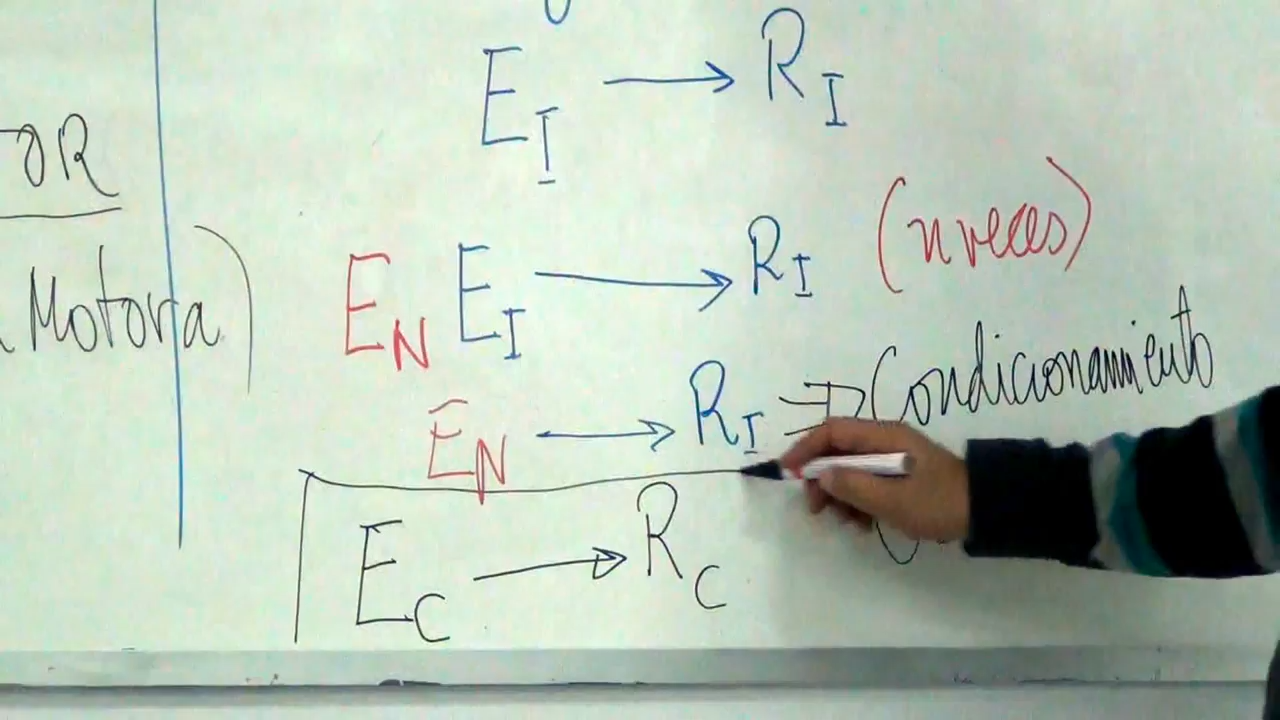 E_I → R_I
OR
E_N E_I → R_I (n veces)
Motora)
E_N → R_I ⇒ Condicionamiento
E_C → R_C